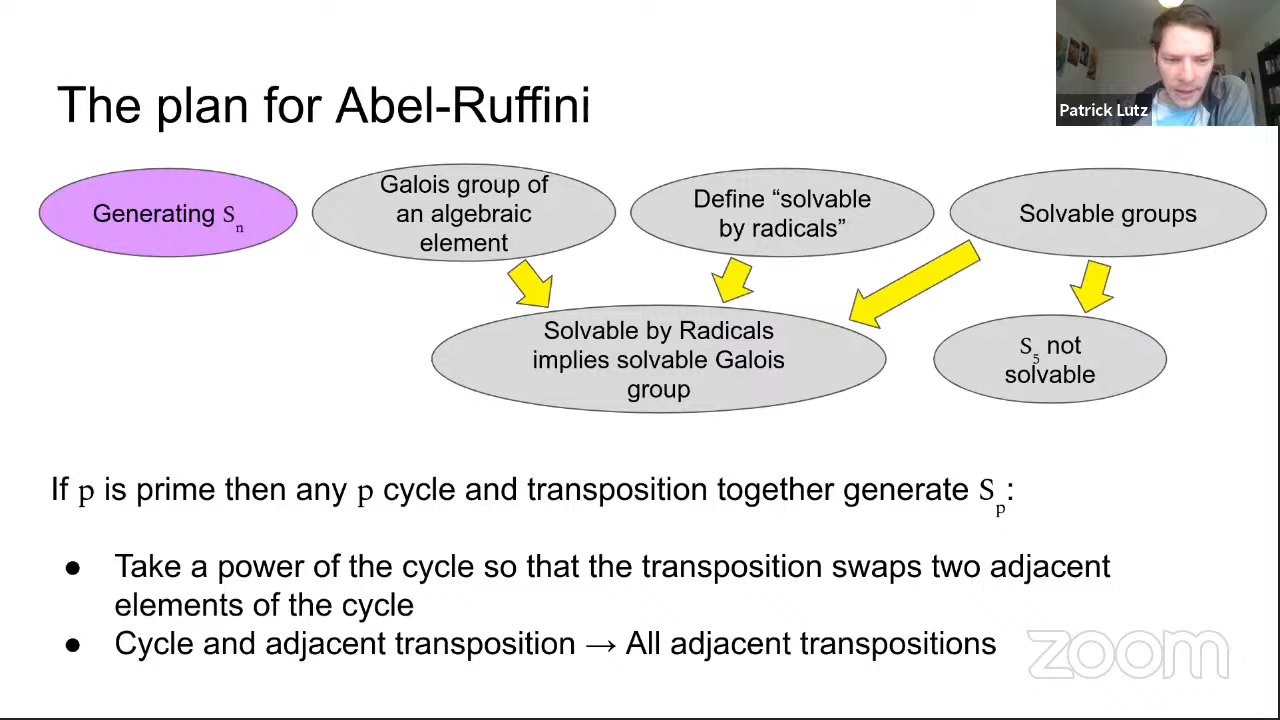 Patrick Lutz
The plan for Abel-Ruffini
Generating Sₙ
Galois group of
an algebraic
element
Define “solvable
by radicals”
Solvable groups
Solvable by Radicals
implies solvable Galois
group
S₅ not
solvable
If p is prime then any p cycle and transposition together generate Sₚ:
● Take a power of the cycle so that the transposition swaps two adjacent
elements of the cycle
● Cycle and adjacent transposition → All adjacent transpositions
zoom